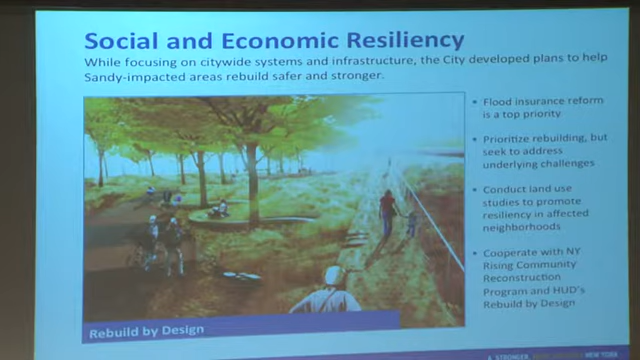 Social and Economic Resiliency
While focusing on citywide systems and infrastructure, the City developed plans to help
Sandy-impacted areas rebuild safer and stronger.
• Flood insurance reform
is a top priority
• Prioritize rebuilding, but
seek to address
underlying challenges
• Conduct land use
studies to promote
resiliency in affected
neighborhoods
• Cooperate with NY
Rising Community
Reconstruction
Program and HUD's
Rebuild by Design
Rebuild by Design
A STRONGER, NEW YORK